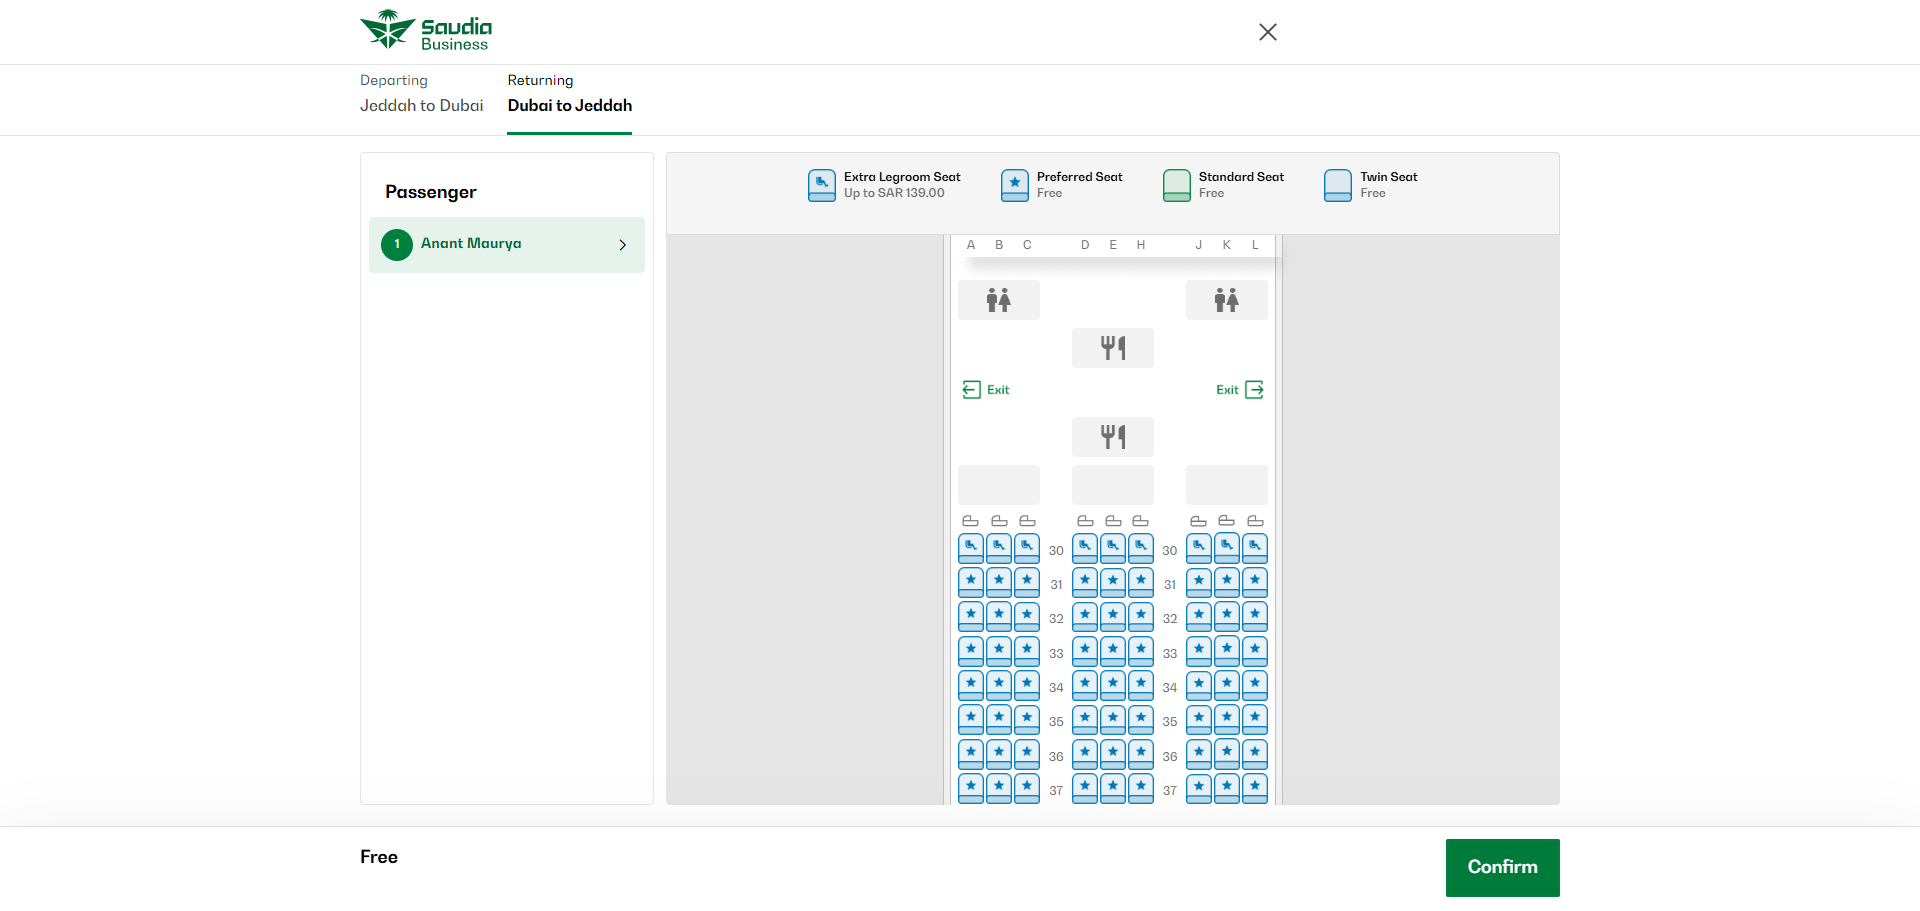 Saudia
Business
Departing
Jeddah to Dubai
Returning
Dubai to Jeddah
Passenger
1 Anant Maurya
Extra Legroom Seat
Up to SAR 139.00
Preferred Seat
Free
Standard Seat
Free
Twin Seat
Free
A B C D E H J K L
Exit Exit
30 30
31 31
32 32
33 33
34 34
35 35
36 36
37 37
Free
Confirm